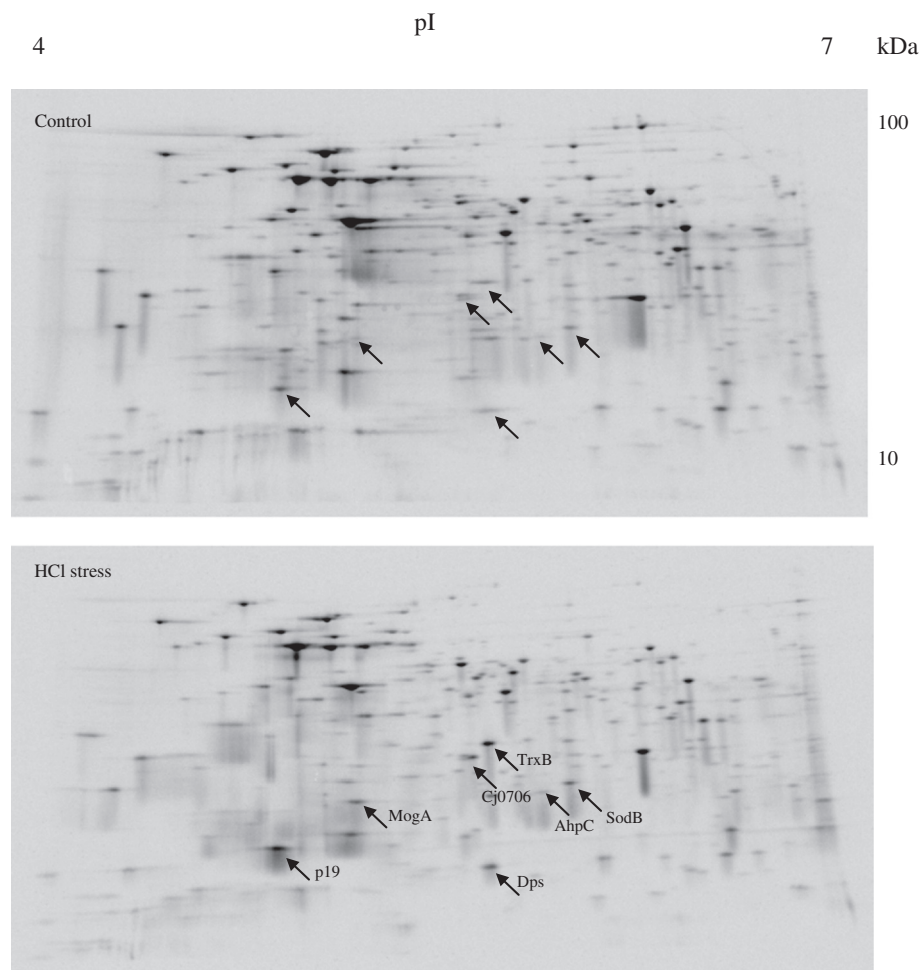 pI
4 7 kDa
Control
100
10
HCl stress
TrxB
Cj0706
MogA
AhpC SodB
p19
Dps